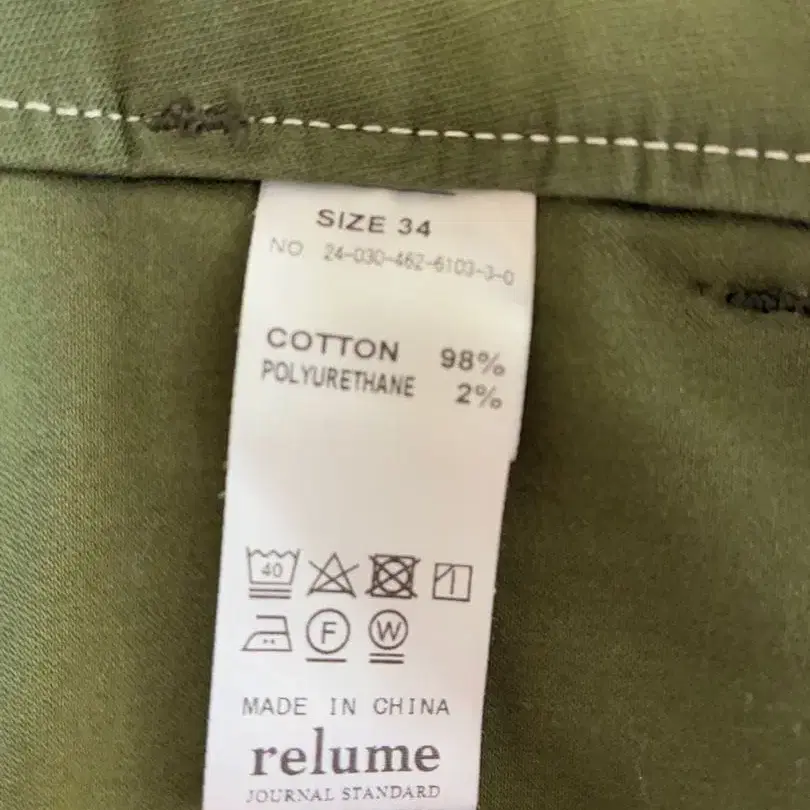 SIZE 34
NO 24-030-462-6103-3-0
COTTON 98%
POLYURETHANE 2%
40
F W
MADE IN CHINA
relume
JOURNAL STANDARD